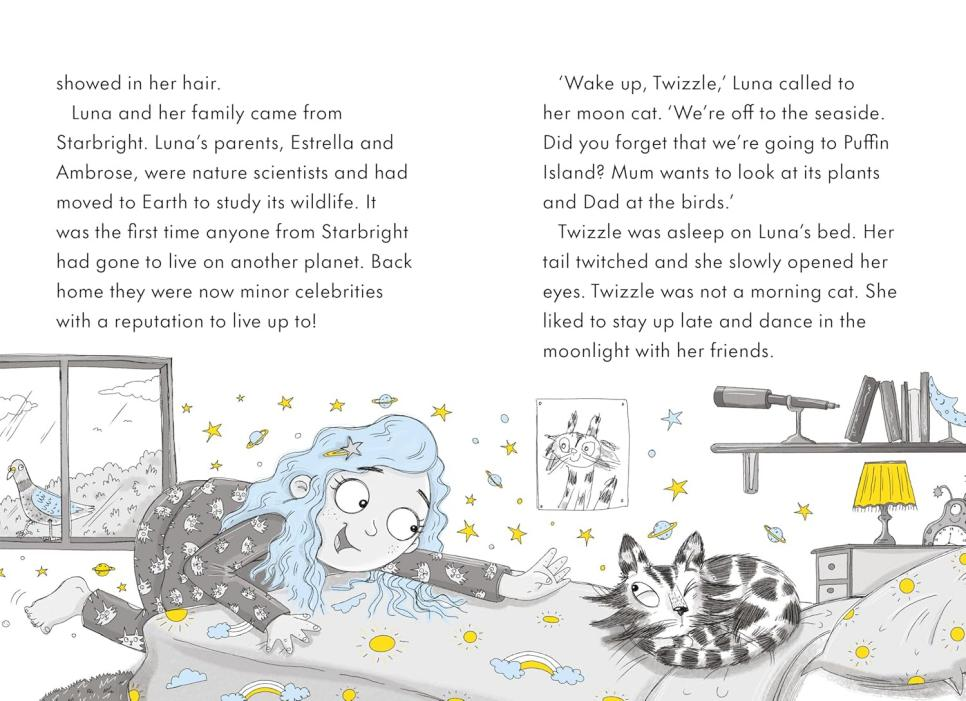 showed in her hair.
Luna and her family came from
Starbright. Luna’s parents, Estrella and
Ambrose, were nature scientists and had
moved to Earth to study its wildlife. It
was the first time anyone from Starbright
had gone to live on another planet. Back
home they were now minor celebrities
with a reputation to live up to!
‘Wake up, Twizzle,’ Luna called to
her moon cat. ‘We’re off to the seaside.
Did you forget that we’re going to Puffin
Island? Mum wants to look at its plants
and Dad at the birds.’
Twizzle was asleep on Luna’s bed. Her
tail twitched and she slowly opened her
eyes. Twizzle was not a morning cat. She
liked to stay up late and dance in the
moonlight with her friends.